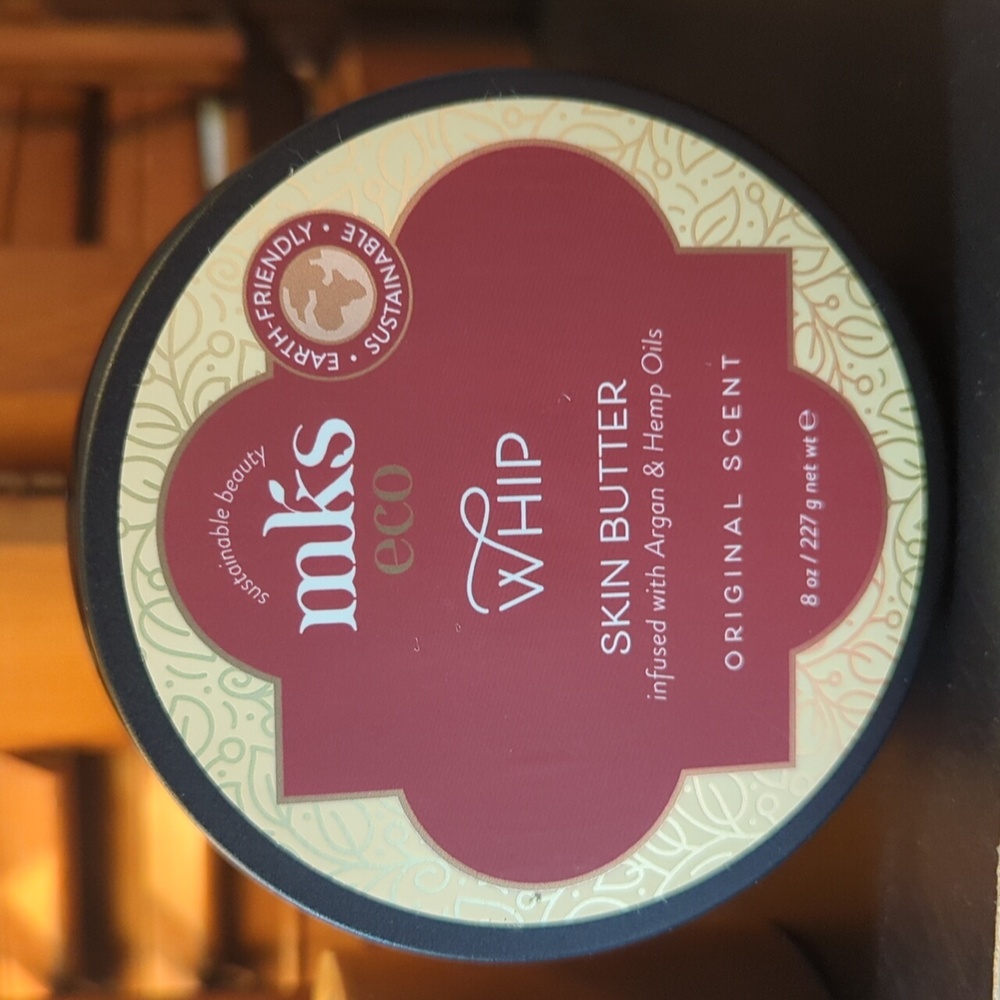 sustainable beauty
mks
eco
EARTH-FRIENDLY • SUSTAINABLE •
WHIP
SKIN BUTTER
infused with Argan & Hemp Oils
ORIGINAL SCENT
8 oz / 227 g net wt ℮